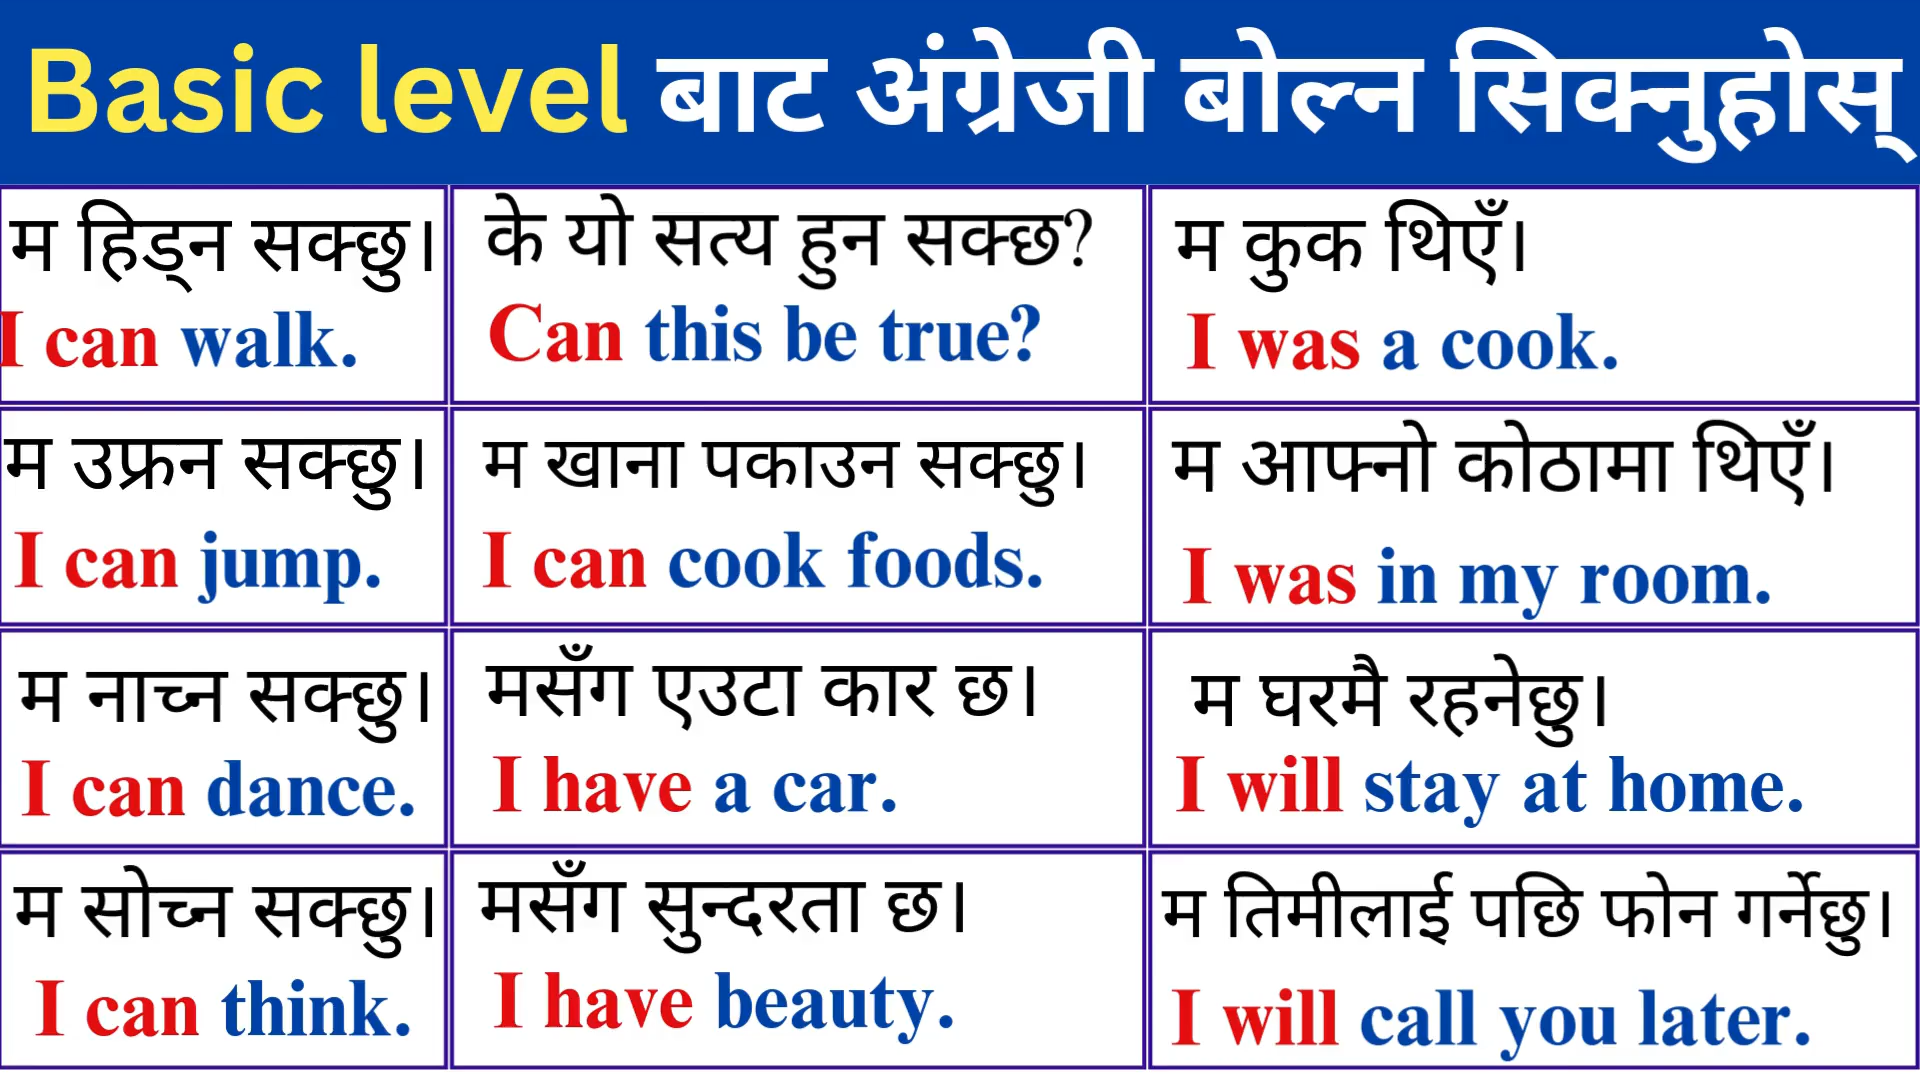 Basic level बाट अंग्रेजी बोल्न सिक्नुहोस्
म हिड्न सक्छु।
I can walk.
के यो सत्य हुन सक्छ?
Can this be true?
म कुक थिएँ।
I was a cook.
म उफ्रन सक्छु।
I can jump.
म खाना पकाउन सक्छु।
I can cook foods.
म आफ्नो कोठामा थिएँ।
I was in my room.
म नाच्न सक्छु।
I can dance.
मसँग एउटा कार छ।
I have a car.
म घरमै रहनेछु।
I will stay at home.
म सोच्न सक्छु।
I can think.
मसँग सुन्दरता छ।
I have beauty.
म तिमीलाई पछि फोन गर्नेछु।
I will call you later.